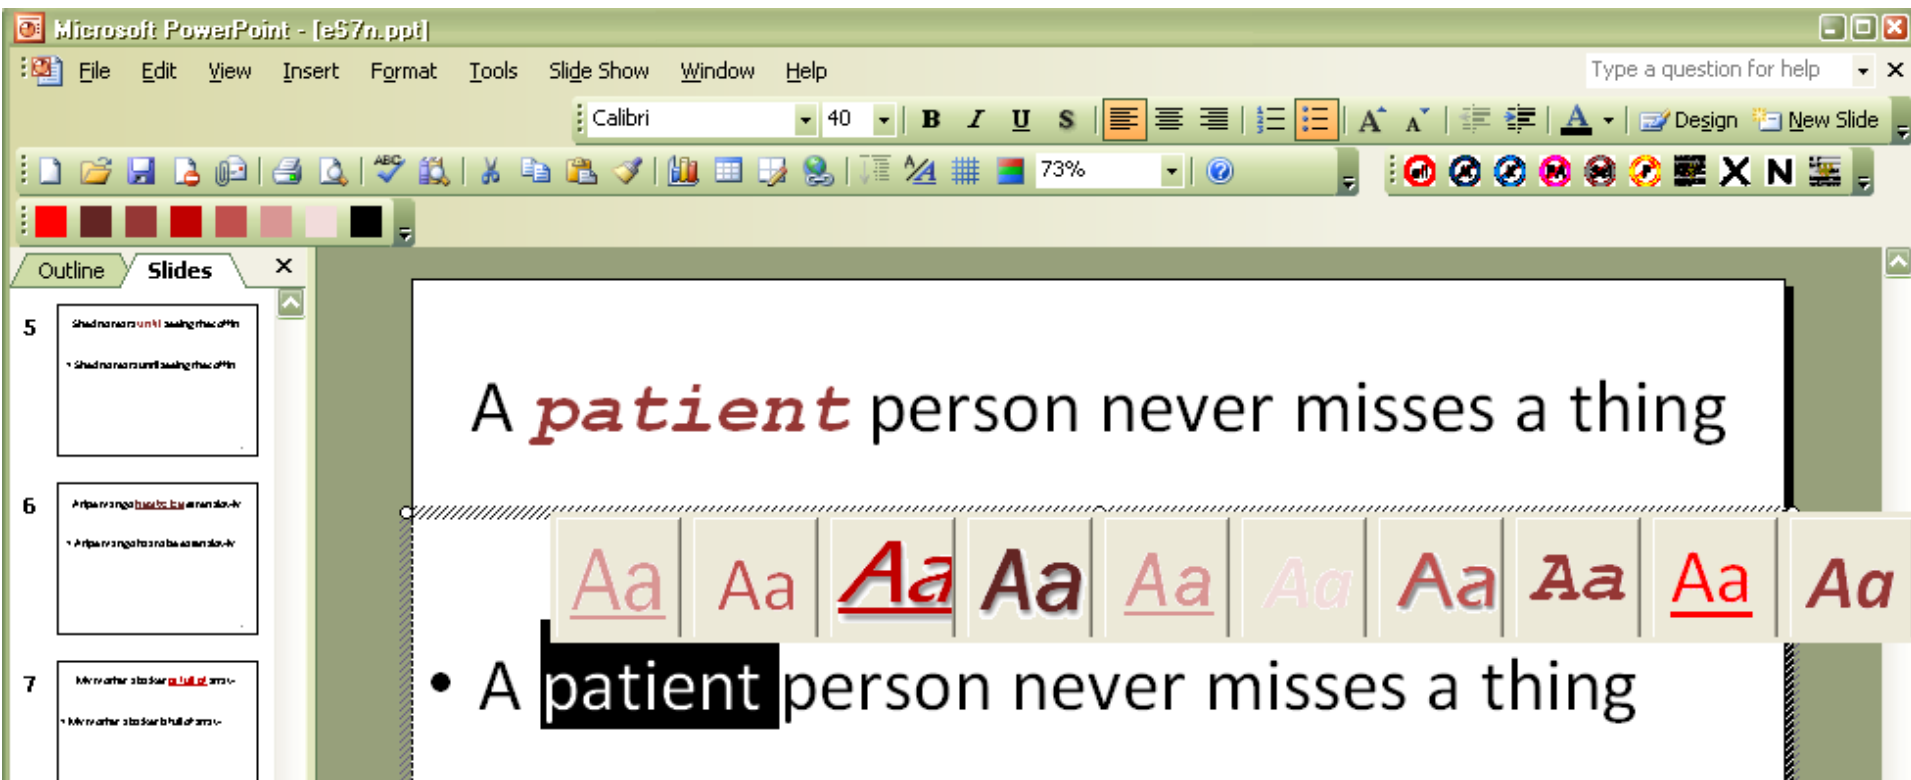 Microsoft PowerPoint - [eS7n.ppt]
File Edit View Insert Format Tools Slide Show Window Help Type a question for help
Calibri 40 B I U S A A A Design New Slide
ABC A/A 73% X N
Outline Slides
5
6
7
A patient person never misses a thing
Aa Aa Aa Aa Aa Aa Aa Aa Aa Aa
• A patient person never misses a thing